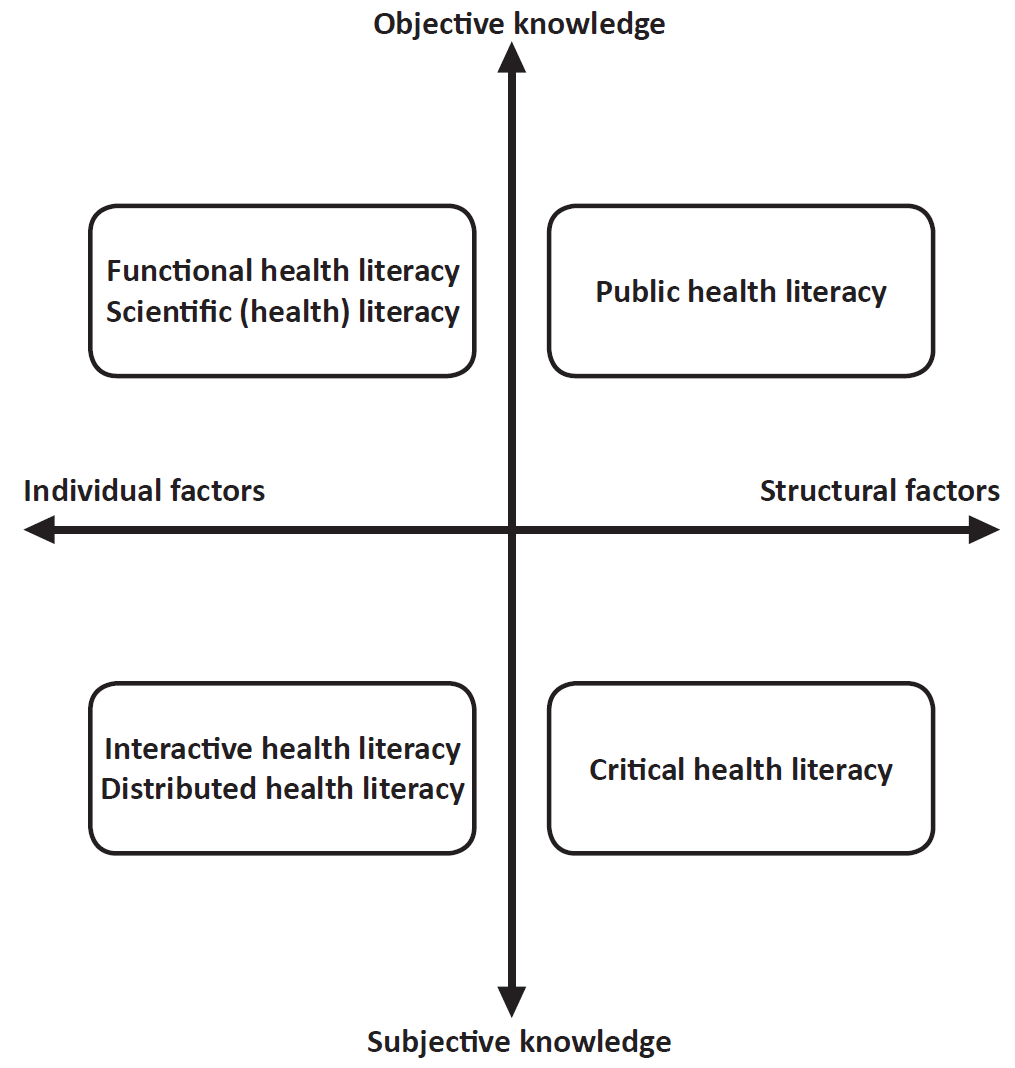 Objective knowledge
Functional health literacy
Scientific (health) literacy
Public health literacy
Individual factors
Structural factors
Interactive health literacy
Distributed health literacy
Critical health literacy
Subjective knowledge